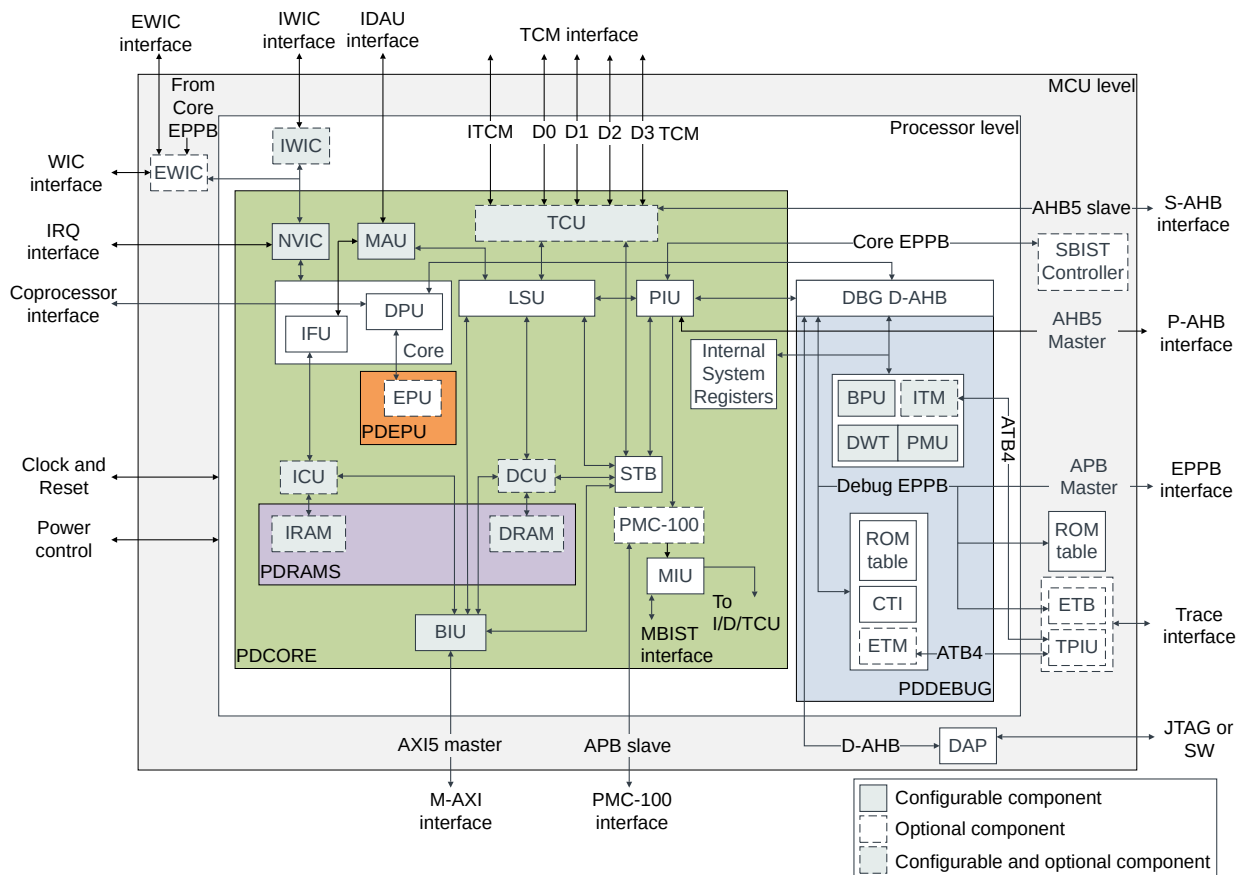 EWIC
interface
IWIC
interface
IDAU
interface
TCM interface
From
Core
EPPB
MCU level
Processor level
ITCM
D0
D1
D2
D3
TCM
IWIC
EWIC
WIC
interface
TCU
AHB5 slave
S-AHB
interface
IRQ
interface
NVIC
MAU
Core EPPB
SBIST
Controller
Coprocessor
interface
DPU
IFU
Core
LSU
PIU
DBG D-AHB
AHB5
Master
P-AHB
interface
Internal
System
Registers
EPU
PDEPU
BPU
ITM
DWT
PMU
ATB4
Clock and
Reset
ICU
DCU
STB
Debug EPPB
APB
Master
EPPB
interface
Power
control
IRAM
DRAM
PDRAMS
PMC-100
MIU
To
I/D/TCU
MBIST
interface
ROM
table
CTI
ETM
ROM
table
ETB
TPIU
Trace
interface
ATB4
BIU
PDCORE
PDDEBUG
AXI5 master
APB slave
D-AHB
DAP
JTAG or
SW
M-AXI
interface
PMC-100
interface
Configurable component
Optional component
Configurable and optional component